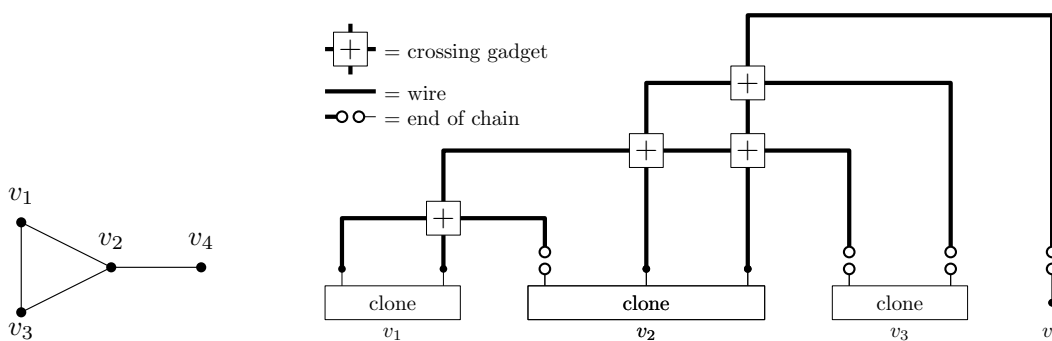 v1
v2 v4
v3
+ = crossing gadget
= wire
= end of chain
+
+ +
+
clone clone clone
v1 v2 v3 v